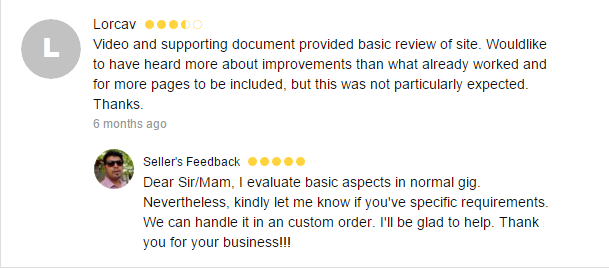 L
Lorcav
Video and supporting document provided basic review of site. Wouldlike
to have heard more about improvements than what already worked and
for more pages to be included, but this was not particularly expected.
Thanks.
6 months ago
Seller's Feedback
Dear Sir/Mam, I evaluate basic aspects in normal gig.
Nevertheless, kindly let me know if you've specific requirements.
We can handle it in an custom order. I'll be glad to help. Thank
you for your business!!!